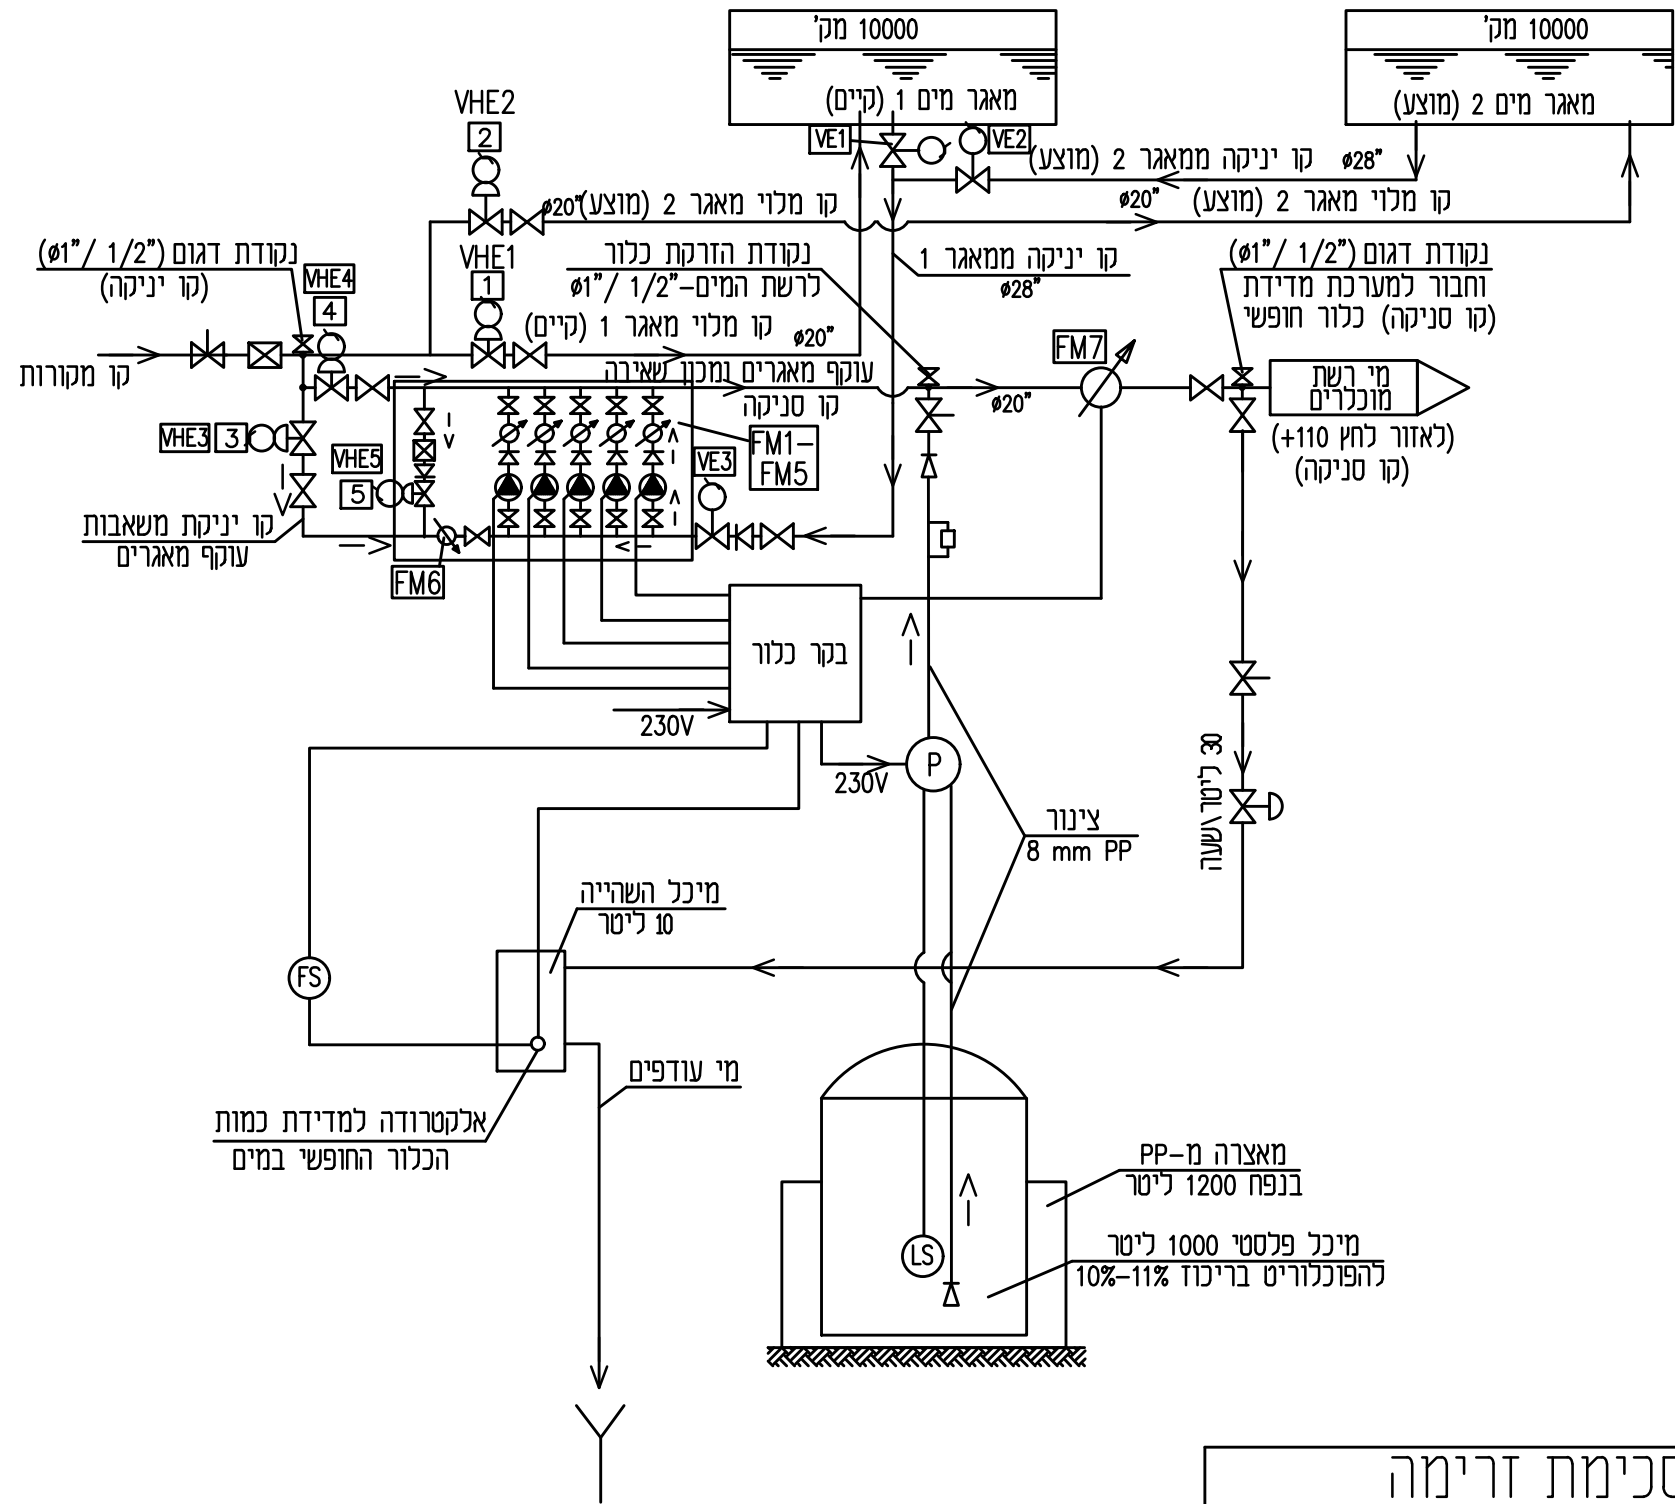 10000 מק'
מאגר מים 1 (קיים)
10000 מק'
מאגר מים 2 (מוצע)
VHE2
2
VE1
VE2
קו יניקה ממאגר 2 (מוצע) ø28"
קו מלוי מאגר 2 (מוצע) ø20"
קו מלוי מאגר 2 (מוצע) ø20"
נקודת דגום (ø1" / 1/2")
(קו יניקה)
VHE4
4
VHE1
1
נקודת הזרקת כלור
לרשת המים-ø1" / 1/2"
קו יניקה ממאגר 1
ø28"
נקודת דגום (ø1" / 1/2")
וחבור למערכת מדידת
כלור חופשי (קו סניקה)
קו מלוי מאגר 1 (קיים) ø20"
קו מקורות
עוקף מאגרים ומכון שאיבה
קו סניקה
ø20"
FM7
מי רשת
מוכלרים
(לאזור לחץ 110+)
(קו סניקה)
VHE3
3
VHE5
5
FM1-
FM5
VE3
קו יניקת משאבות
עוקף מאגרים
FM6
בקר כלור
230V
230V
P
צינור
8 mm PP
30 ליטר\שעה
מיכל השהייה
10 ליטר
FS
מי עודפים
אלקטרודה למדידת כמות
הכלור החופשי במים
מאצרה מ-PP
בנפח 1200 ליטר
LS
מיכל פלסטי 1000 ליטר
להפוכלוריט בריכוז 10%-11%
סכימת זרימה